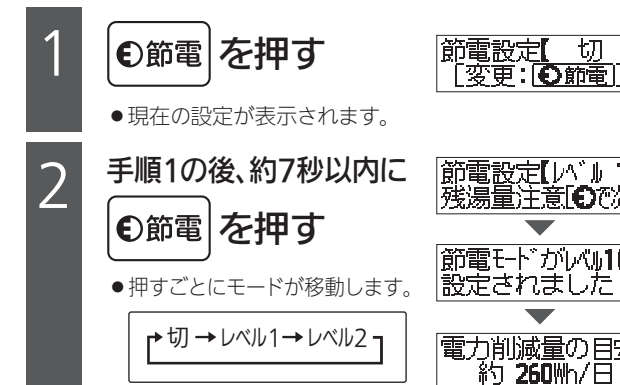 1
節電 を押す
節電設定【 切
[変更:節電]
●現在の設定が表示されます。
2
手順1の後、約7秒以内に
節電 を押す
節電設定【レベル
残湯量注意[で
●押すごとにモードが移動します。
節電モードがレベル1に
設定されました
切→レベル1→レベル2
電力削減量の目
約 260Wh/日